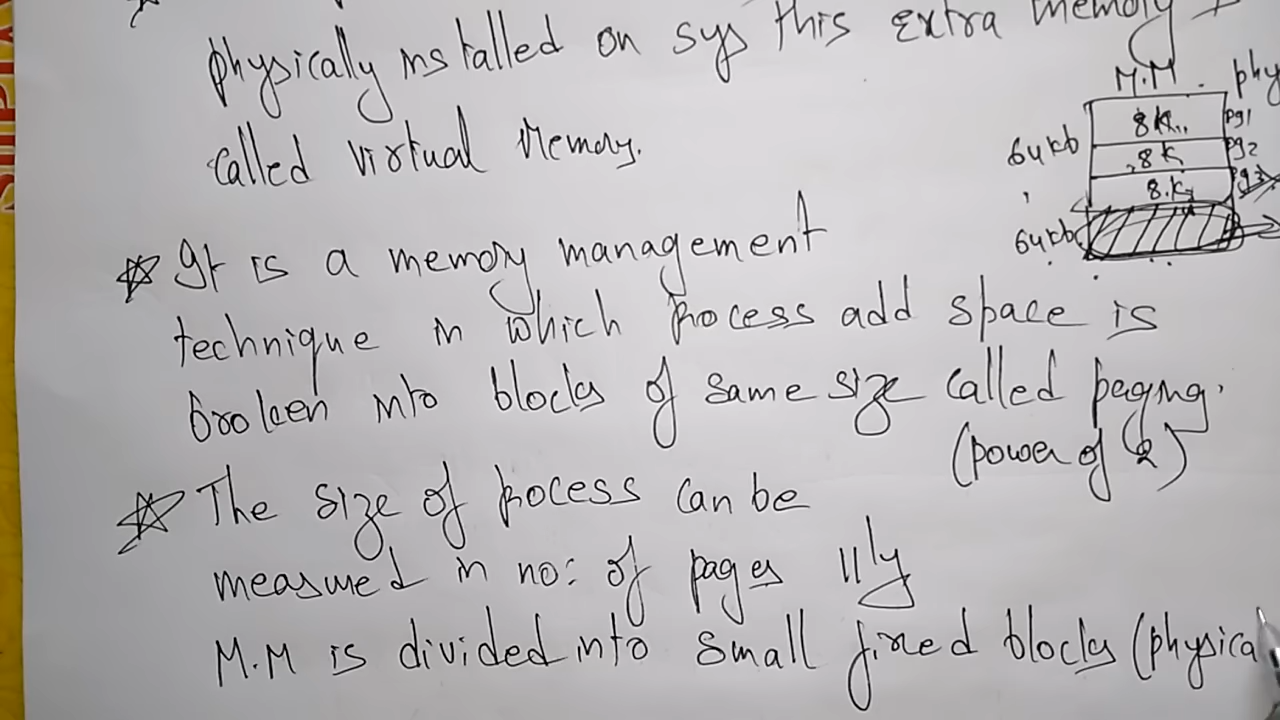 physically installed on sys this extra memory
called virtual memory.
M.M
phy
8K
pg1
64kb
8K
pg2
8.K
pg3
64kb
It is a memory management
technique in which process add space is
broken into blocks of same size called paging.
(power of 2)
The size of process can be
measured in no: of pages llly
M.M is divided into small fixed blocks (physica